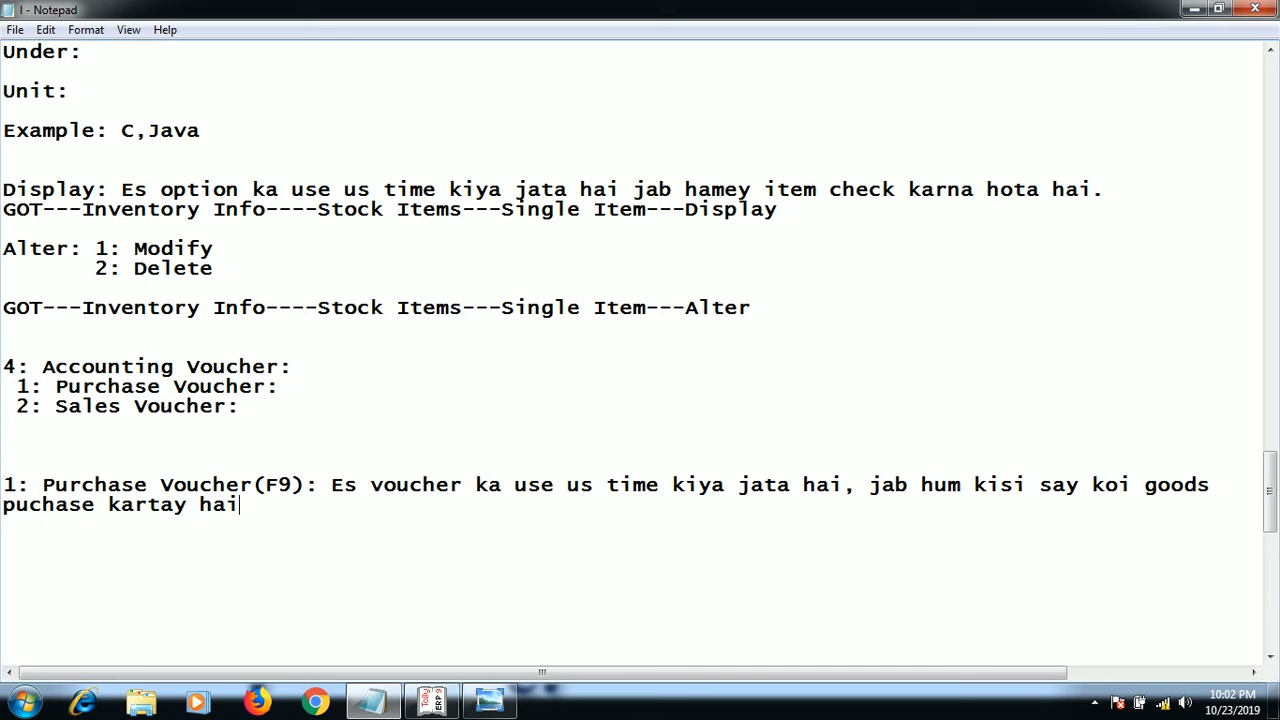 I - Notepad
File Edit Format View Help
Under:
Unit:
Example: C,Java
Display: Es option ka use us time kiya jata hai jab hamey item check karna hota hai.
GOT---Inventory Info----Stock Items---Single Item---Display
Alter: 1: Modify
2: Delete
GOT---Inventory Info----Stock Items---Single Item---Alter
4: Accounting Voucher:
1: Purchase Voucher:
2: Sales Voucher:
1: Purchase Voucher(F9): Es voucher ka use us time kiya jata hai, jab hum kisi say koi goods
puchase kartay hai
Tally ERP 9
10:02 PM
10/23/2019